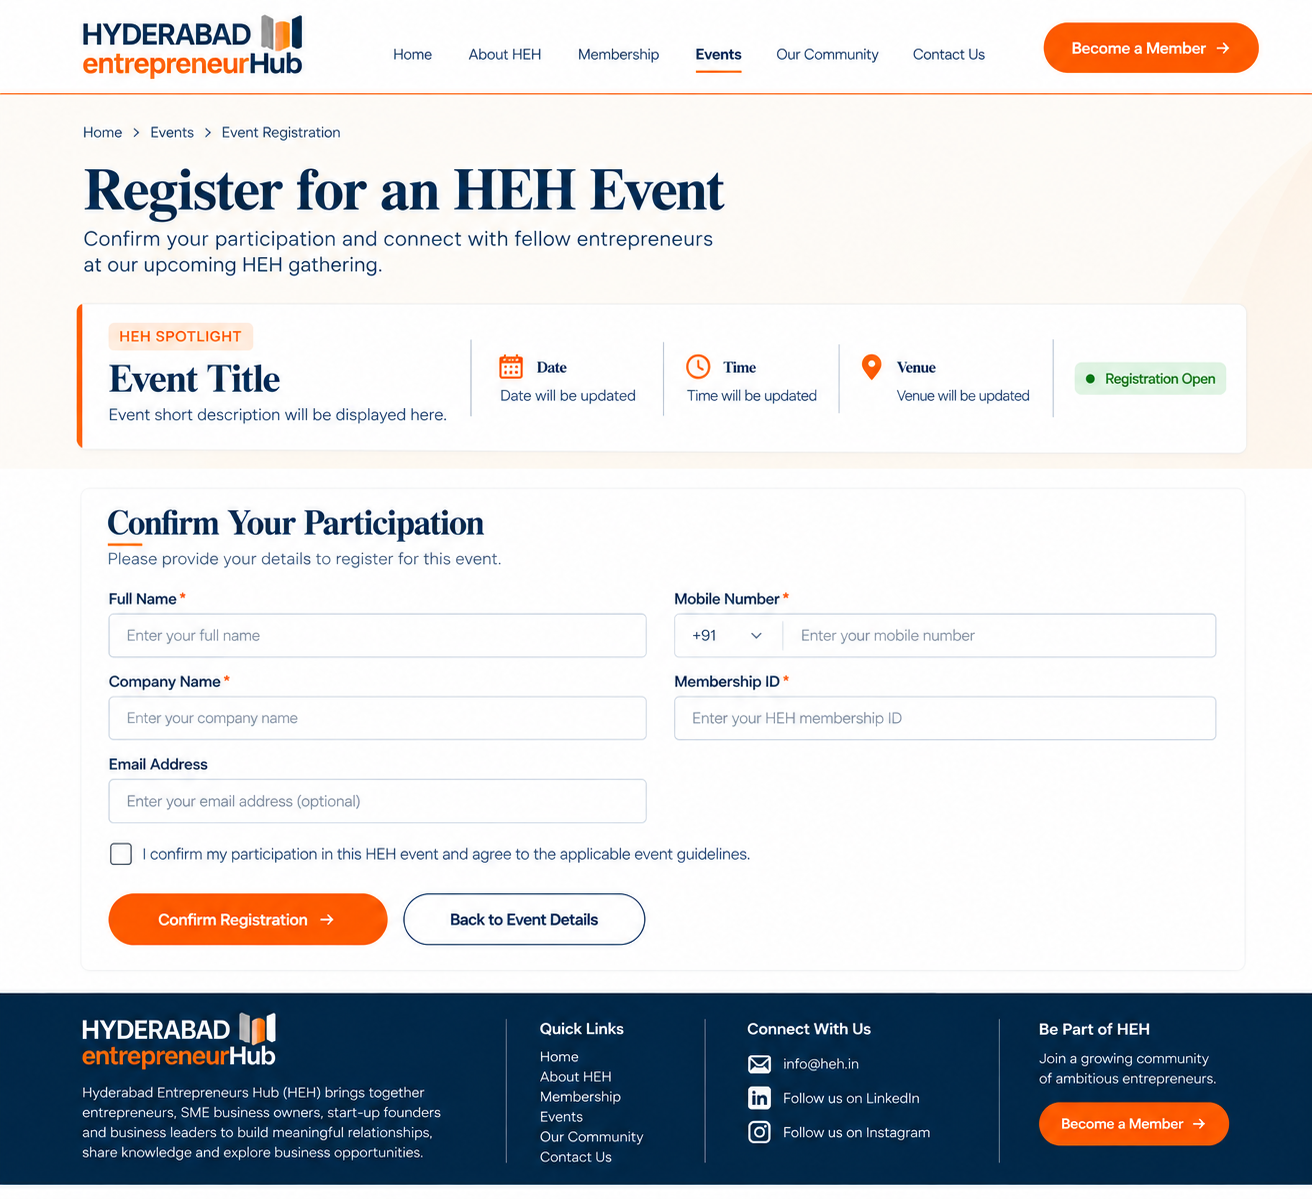 HYDERABAD
entrepreneurHub
Home
About HEH
Membership
Events
Our Community
Contact Us
Become a Member →
Home > Events > Event Registration
Register for an HEH Event
Confirm your participation and connect with fellow entrepreneurs
at our upcoming HEH gathering.
HEH SPOTLIGHT
Event Title
Event short description will be displayed here.
Date
Date will be updated
Time
Time will be updated
Venue
Venue will be updated
Registration Open
Confirm Your Participation
Please provide your details to register for this event.
Full Name *
Enter your full name
Mobile Number *
+91
Enter your mobile number
Company Name *
Enter your company name
Membership ID *
Enter your HEH membership ID
Email Address
Enter your email address (optional)
I confirm my participation in this HEH event and agree to the applicable event guidelines.
Confirm Registration →
Back to Event Details
HYDERABAD
entrepreneurHub
Hyderabad Entrepreneurs Hub (HEH) brings together
entrepreneurs, SME business owners, start-up founders
and business leaders to build meaningful relationships,
share knowledge and explore business opportunities.
Quick Links
Home
About HEH
Membership
Events
Our Community
Contact Us
Connect With Us
info@heh.in
in
Follow us on LinkedIn
Follow us on Instagram
Be Part of HEH
Join a growing community
of ambitious entrepreneurs.
Become a Member →